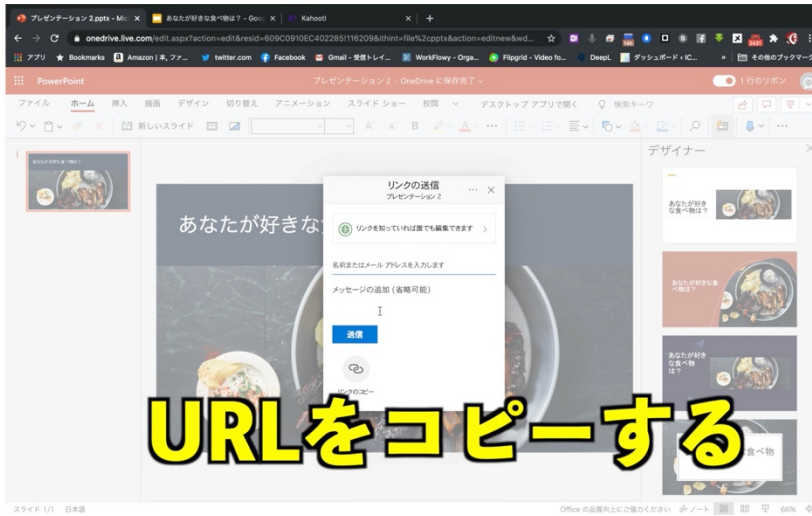 プレゼンテーション 2.pptx - Mic
あなたが好きな食べ物は？ - Goo
Kahoot!
onedrive.live.com/edit.aspx?action=edit&resid=609C0910EC402285!116209&ithint=file%2cpptx&action=editnew&wd...
アプリ
Bookmarks
Amazon | 本, ファ...
twitter.com
Facebook
Gmail - 受信トレイ...
WorkFlowy - Orga...
Flipgrid - Video fo...
DeepL
ダッシュボード ‹ IC...
»
その他のブックマーク
PowerPoint
プレゼンテーション 2 - OneDrive に保存完了
1 行のリボン
ファイル
ホーム
挿入
描画
デザイン
切り替え
アニメーション
スライド ショー
校閲
デスクトップ アプリで開く
検索キーワ
新しいスライド
デザイナー
1
あなたが好きな食べ物は？
リンクの送信
プレゼンテーション 2
リンクを知っていれば誰でも編集できます
名前またはメール アドレスを入力します
メッセージの追加 (省略可能)
送信
リンクのコピー
あなたが好きな
あなたが好き
な食べ物は？
あなたが好きな食
べ物は？
あなたが好き
な食べ物
は？
食べ物
URLをコピーする
スライド 1/1
日本語
Office の品質向上にご協力ください
ノート
66%